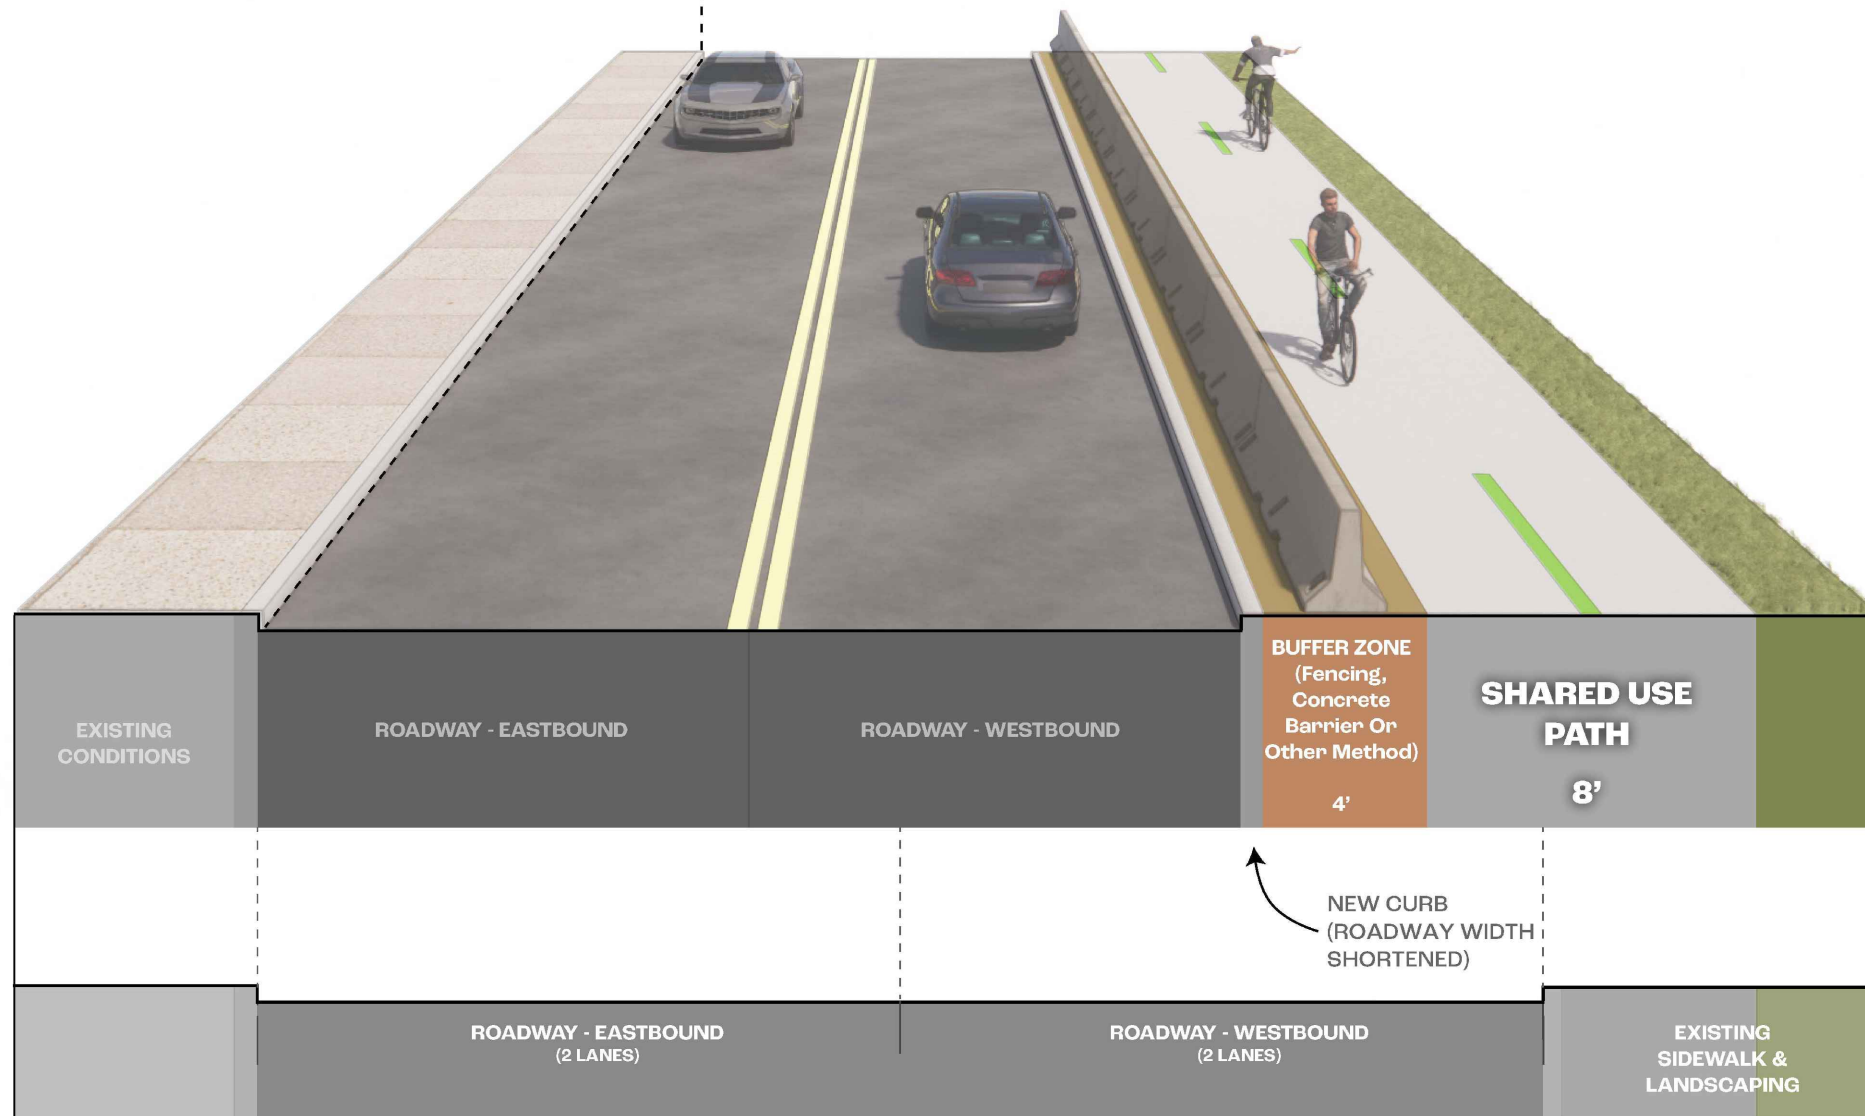 EXISTING
CONDITIONS
ROADWAY - EASTBOUND
ROADWAY - WESTBOUND
BUFFER ZONE
(Fencing,
Concrete
Barrier Or
Other Method)
4’
SHARED USE
PATH
8’
NEW CURB
(ROADWAY WIDTH
SHORTENED)
ROADWAY - EASTBOUND
(2 LANES)
ROADWAY - WESTBOUND
(2 LANES)
EXISTING
SIDEWALK &
LANDSCAPING